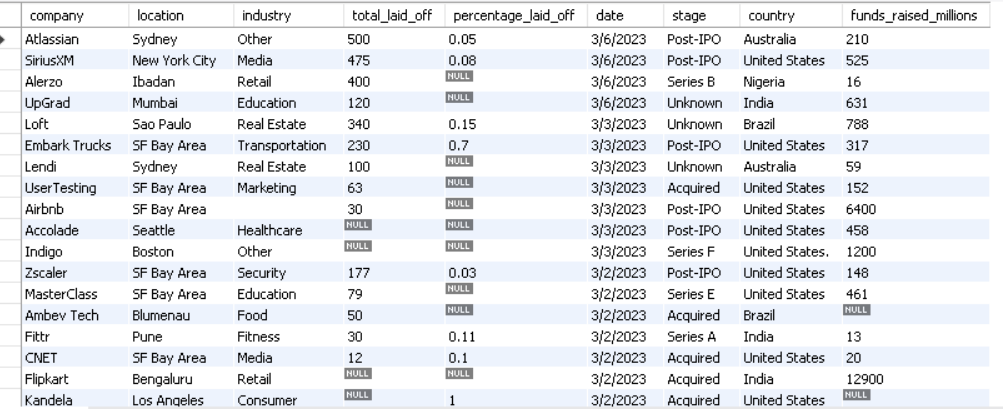 company location industry total_laid_off percentage_laid_off date stage country funds_raised_millions
Atlassian Sydney Other 500 0.05 3/6/2023 Post-IPO Australia 210
SiriusXM New York City Media 475 0.08 3/6/2023 Post-IPO United States 525
Alerzo Ibadan Retail 400 NULL 3/6/2023 Series B Nigeria 16
UpGrad Mumbai Education 120 NULL 3/6/2023 Unknown India 631
Loft Sao Paulo Real Estate 340 0.15 3/3/2023 Unknown Brazil 788
Embark Trucks SF Bay Area Transportation 230 0.7 3/3/2023 Post-IPO United States 317
Lendi Sydney Real Estate 100 NULL 3/3/2023 Unknown Australia 59
UserTesting SF Bay Area Marketing 63 NULL 3/3/2023 Acquired United States 152
Airbnb SF Bay Area 30 NULL 3/3/2023 Post-IPO United States 6400
Accolade Seattle Healthcare NULL NULL 3/3/2023 Post-IPO United States 458
Indigo Boston Other NULL NULL 3/3/2023 Series F United States. 1200
Zscaler SF Bay Area Security 177 0.03 3/2/2023 Post-IPO United States 148
MasterClass SF Bay Area Education 79 NULL 3/2/2023 Series E United States 461
Ambev Tech Blumenau Food 50 NULL 3/2/2023 Acquired Brazil NULL
Fittr Pune Fitness 30 0.11 3/2/2023 Series A India 13
CNET SF Bay Area Media 12 0.1 3/2/2023 Acquired United States 20
Flipkart Bengaluru Retail NULL NULL 3/2/2023 Acquired India 12900
Kandela Los Angeles Consumer NULL 1 3/2/2023 Acquired United States NULL